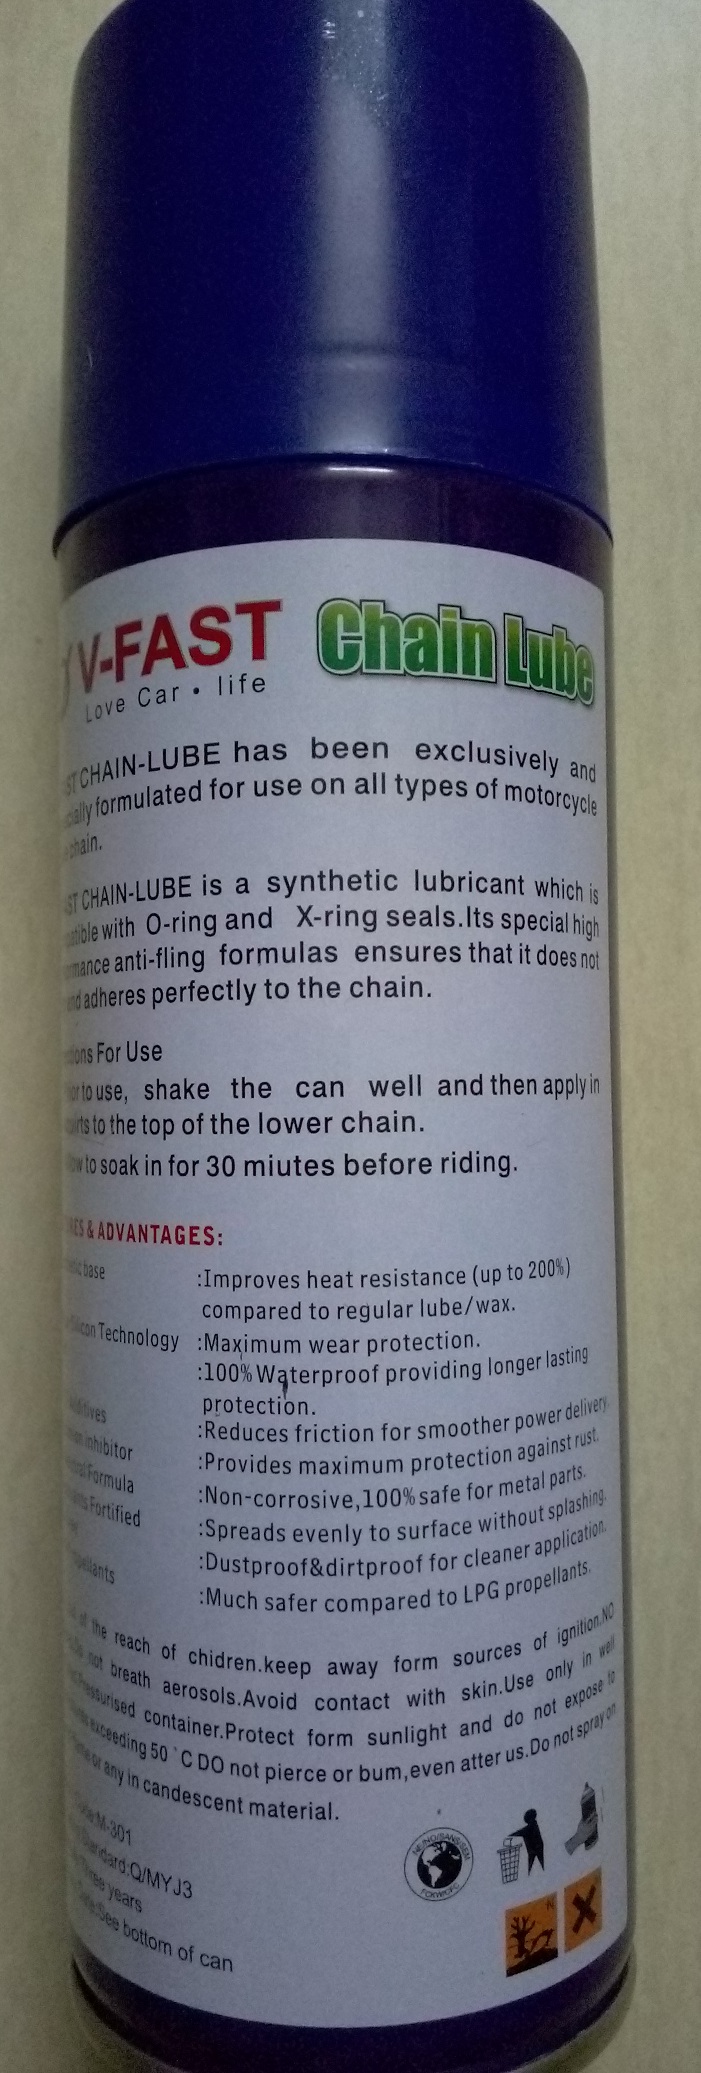 V-FAST Chain Lube
Love Car • life
CHAIN-LUBE has been exclusively and
formulated for use on all types of motorcycle
chain.
CHAIN-LUBE is a synthetic lubricant which is
with O-ring and X-ring seals.Its special high
anti-fling formulas ensures that it does not
adheres perfectly to the chain.
For Use
to use, shake the can well and then apply in
to the top of the lower chain.
to soak in for 30 miutes before riding.
& ADVANTAGES:
base :Improves heat resistance (up to 200%)
compared to regular lube/wax.
Technology :Maximum wear protection.
:100% Waterproof providing longer lasting
protection.
:Reduces friction for smoother power delivery.
inhibitor :Provides maximum protection against rust.
Formula :Non-corrosive,100% safe for metal parts.
Fortified :Spreads evenly to surface without splashing.
:Dustproof&dirtproof for cleaner application.
:Much safer compared to LPG propellants.
of the reach of chidren.keep away form sources of ignition.NO
not breath aerosols.Avoid contact with skin.Use only in well
container.Protect form sunlight and do not expose to
exceeding 50 °C DO not pierce or bum,even atter us.Do not spray on
or any in candescent material.
M-301
:Q/MYJ3
years
See bottom of can
N